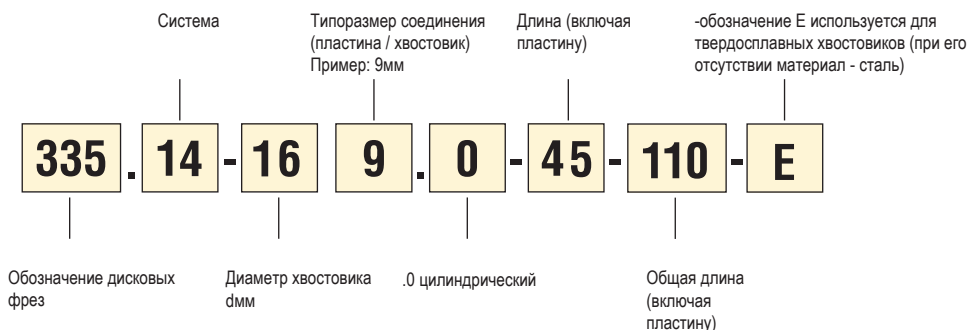 Система
Типоразмер соединения
(пластина / хвостовик)
Пример: 9мм
Длина (включая
пластину)
-обозначение Е используется для
твердосплавных хвостовиков (при его
отсутствии материал - сталь)
335.14-16 9.0-45-110-E
Обозначение дисковых
фрез
Диаметр хвостовика
dмм
.0 цилиндрический
Общая длина
(включая
пластину)